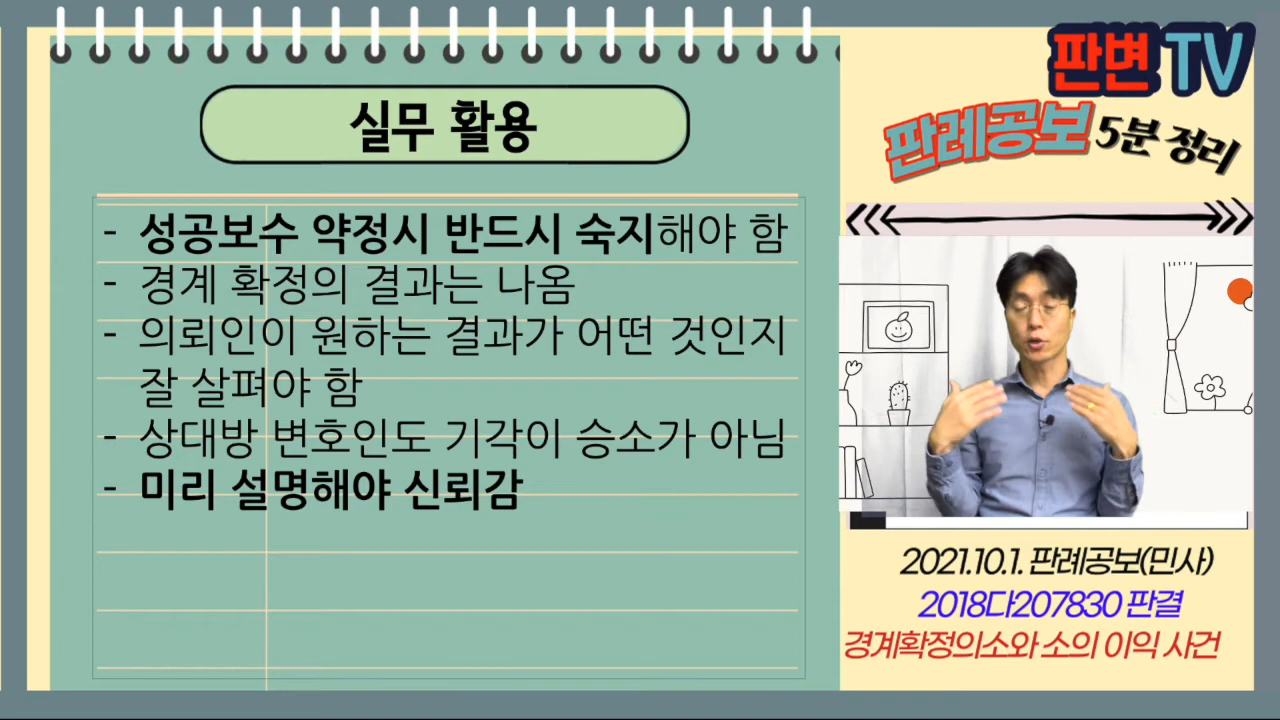 실무 활용
- 성공보수 약정시 반드시 숙지해야 함
- 경계 확정의 결과는 나옴
- 의뢰인이 원하는 결과가 어떤 것인지
잘 살펴야 함
- 상대방 변호인도 기각이 승소가 아님
- 미리 설명해야 신뢰감
판변 TV
판례공보 5분 정리
2021.10.1. 판례공보(민사)
2018다207830 판결
경계확정의소와 소의 이익 사건